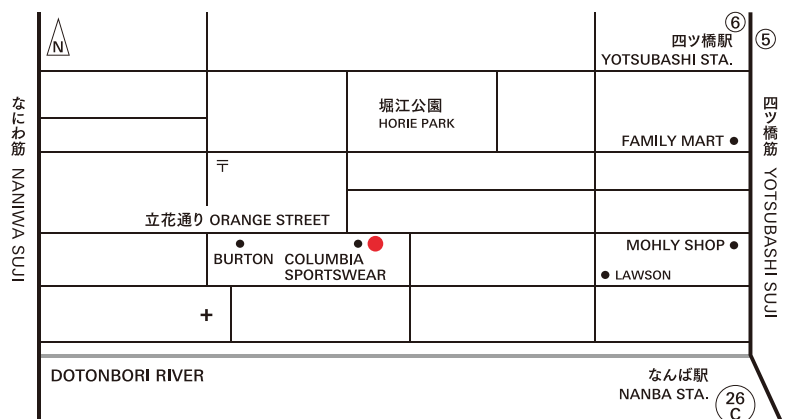 N
⑥
四ツ橋駅
YOTSUBASHI STA.
⑤
なにわ筋 NANIWA SUJI
堀江公園
HORIE PARK
四ツ橋筋 YOTSUBASHI SUJI
FAMILY MART
〒
立花通り ORANGE STREET
BURTON
COLUMBIA
SPORTSWEAR
MOHLY SHOP
LAWSON
DOTONBORI RIVER
なんば駅
NANBA STA.
26
C